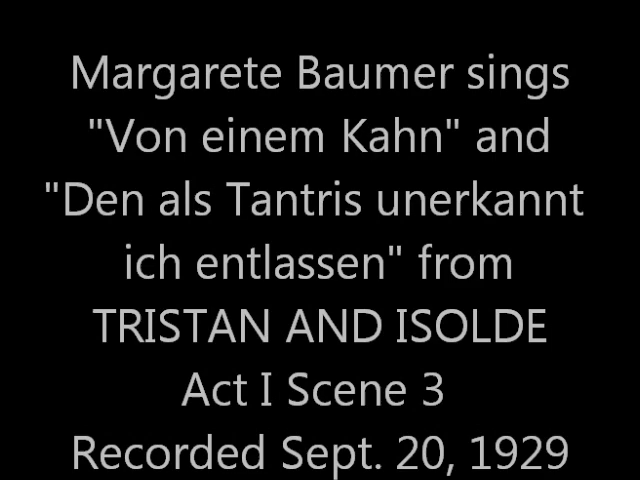 Margarete Baumer sings
"Von einem Kahn" and
"Den als Tantris unerkannt
ich entlassen" from
TRISTAN AND ISOLDE
Act I Scene 3
Recorded Sept. 20, 1929